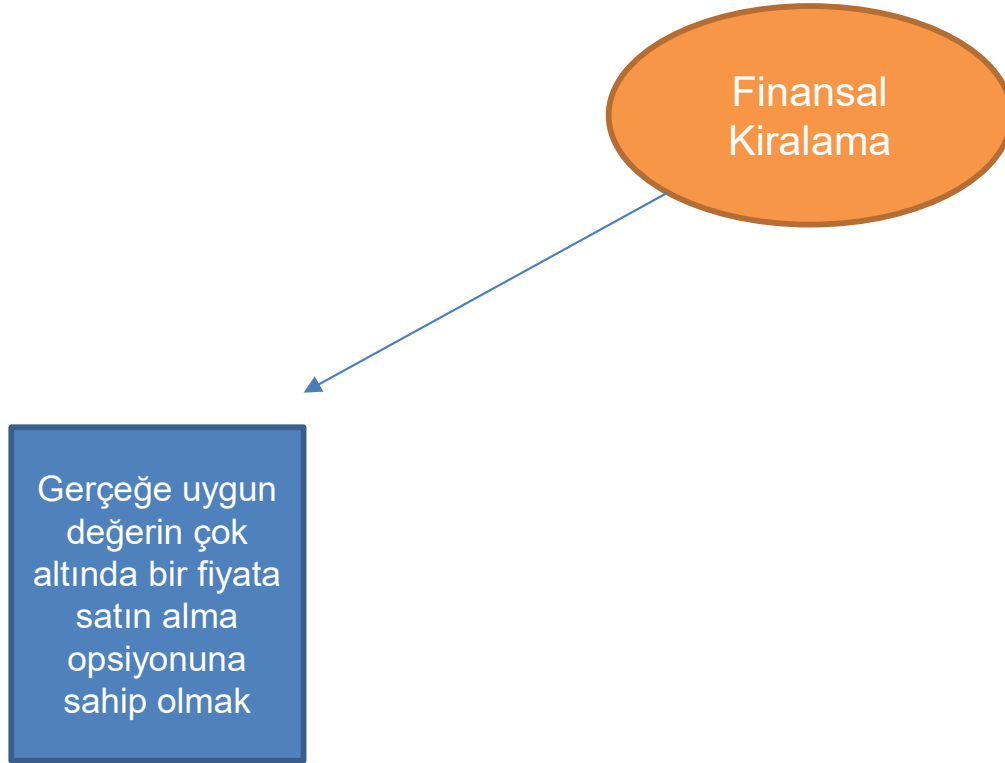 Finansal
Kiralama
Gerçeğe uygun
değerin çok
altında bir fiyata
satın alma
opsiyonuna
sahip olmak